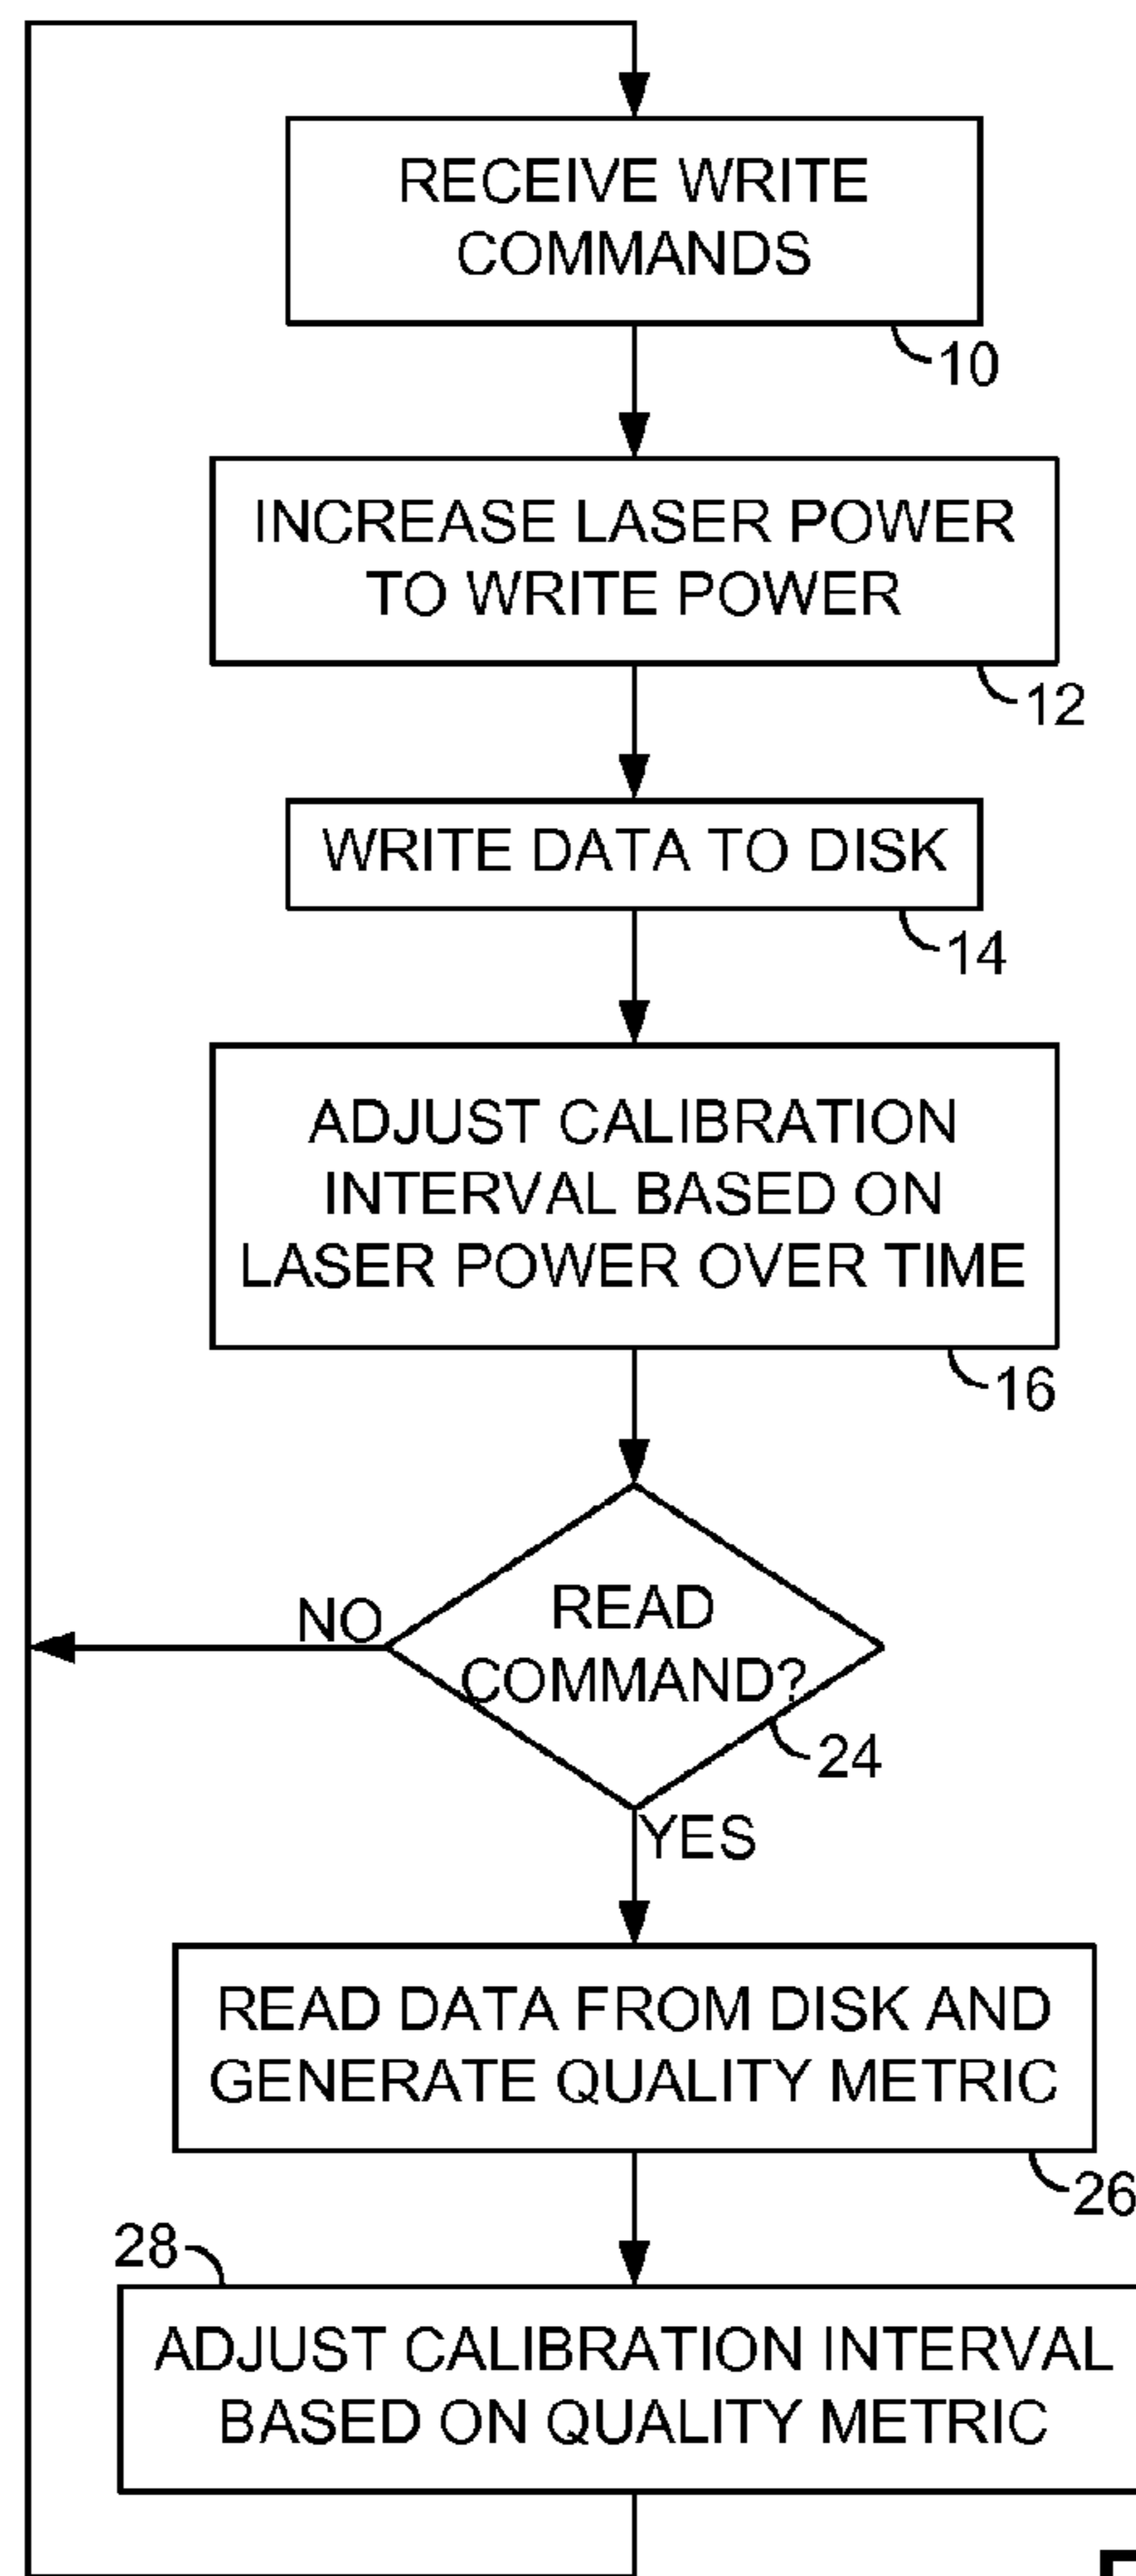 RECEIVE WRITE
COMMANDS
10
INCREASE LASER POWER
TO WRITE POWER
12
WRITE DATA TO DISK
14
ADJUST CALIBRATION
INTERVAL BASED ON
LASER POWER OVER TIME
16
NO
READ
COMMAND?
24
YES
READ DATA FROM DISK AND
GENERATE QUALITY METRIC
26
28
ADJUST CALIBRATION INTERVAL
BASED ON QUALITY METRIC